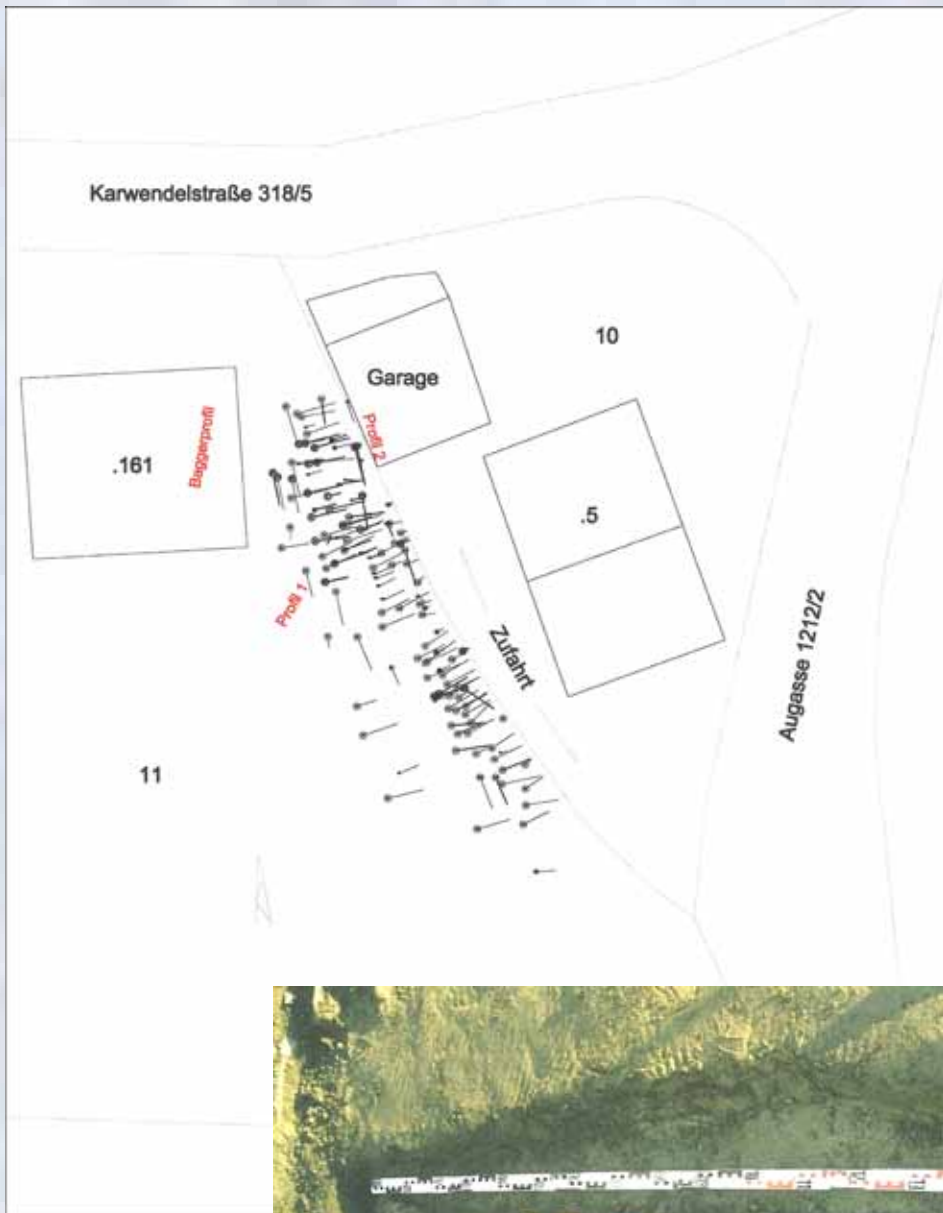 Karwendelstraße 318/5
10
Garage
Profil 2
Baggerprofil
.161
.5
Profil 1
Zufahrt
Augasse 1212/2
11